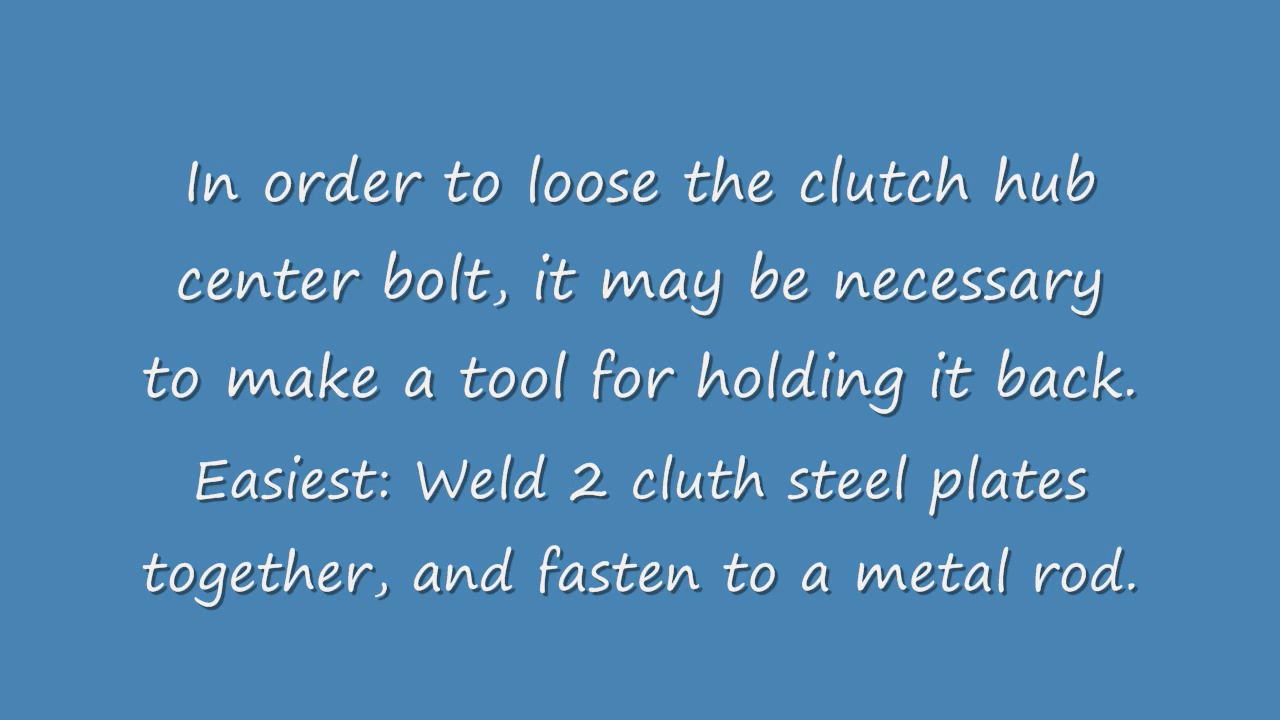 In order to loose the clutch hub
center bolt, it may be necessary
to make a tool for holding it back.
Easiest: Weld 2 cluth steel plates
together, and fasten to a metal rod.